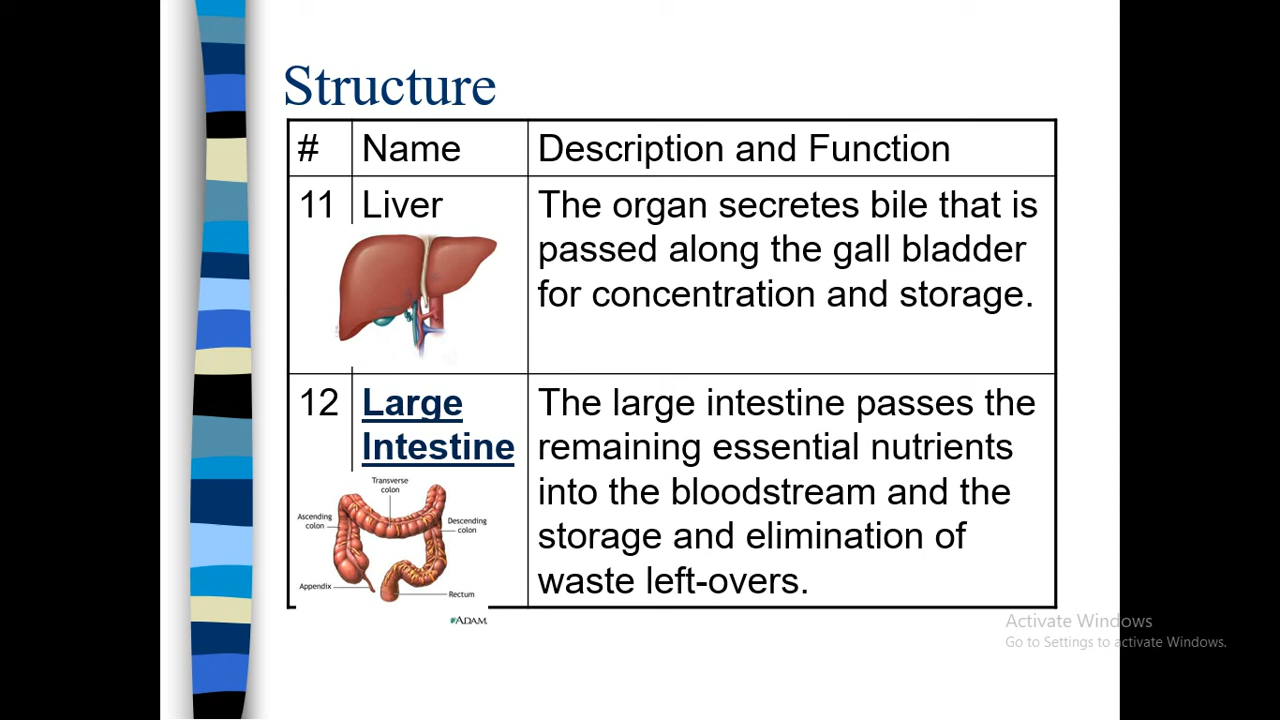 Structure
# Name Description and Function
11 Liver The organ secretes bile that is
passed along the gall bladder
for concentration and storage.
12 Large The large intestine passes the
Intestine remaining essential nutrients
into the bloodstream and the
storage and elimination of
waste left-overs.
Transverse
colon
Ascending
colon
Descending
colon
Appendix
Rectum
#ADAM.
Activate Windows
Go to Settings to activate Windows.